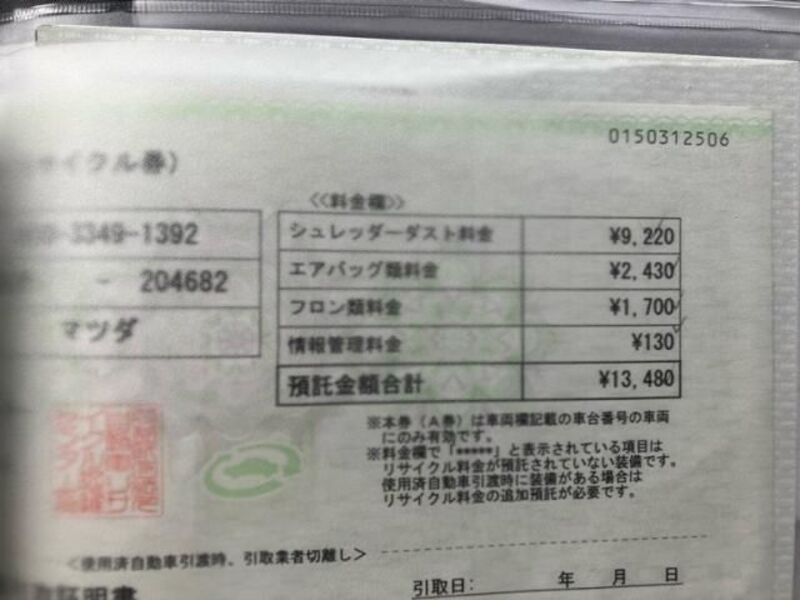 0150312506
イクル券）
≪料金欄≫
3349-1392
- 204682
マツダ
シュレッダーダスト料金 ¥9,220
エアバッグ類料金 ¥2,430
フロン類料金 ¥1,700
情報管理料金 ¥130
預託金額合計 ¥13,480
※本券（A券）は車両欄記載の車台番号の車両
にのみ有効です。
※料金欄で「*****」と表示されている項目は
リサイクル料金が預託されていない装備です。
使用済自動車引渡時に装備がある場合は
リサイクル料金の追加預託が必要です。
＜使用済自動車引渡時、引取業者切離し＞
証明書
引取日： 年 月 日